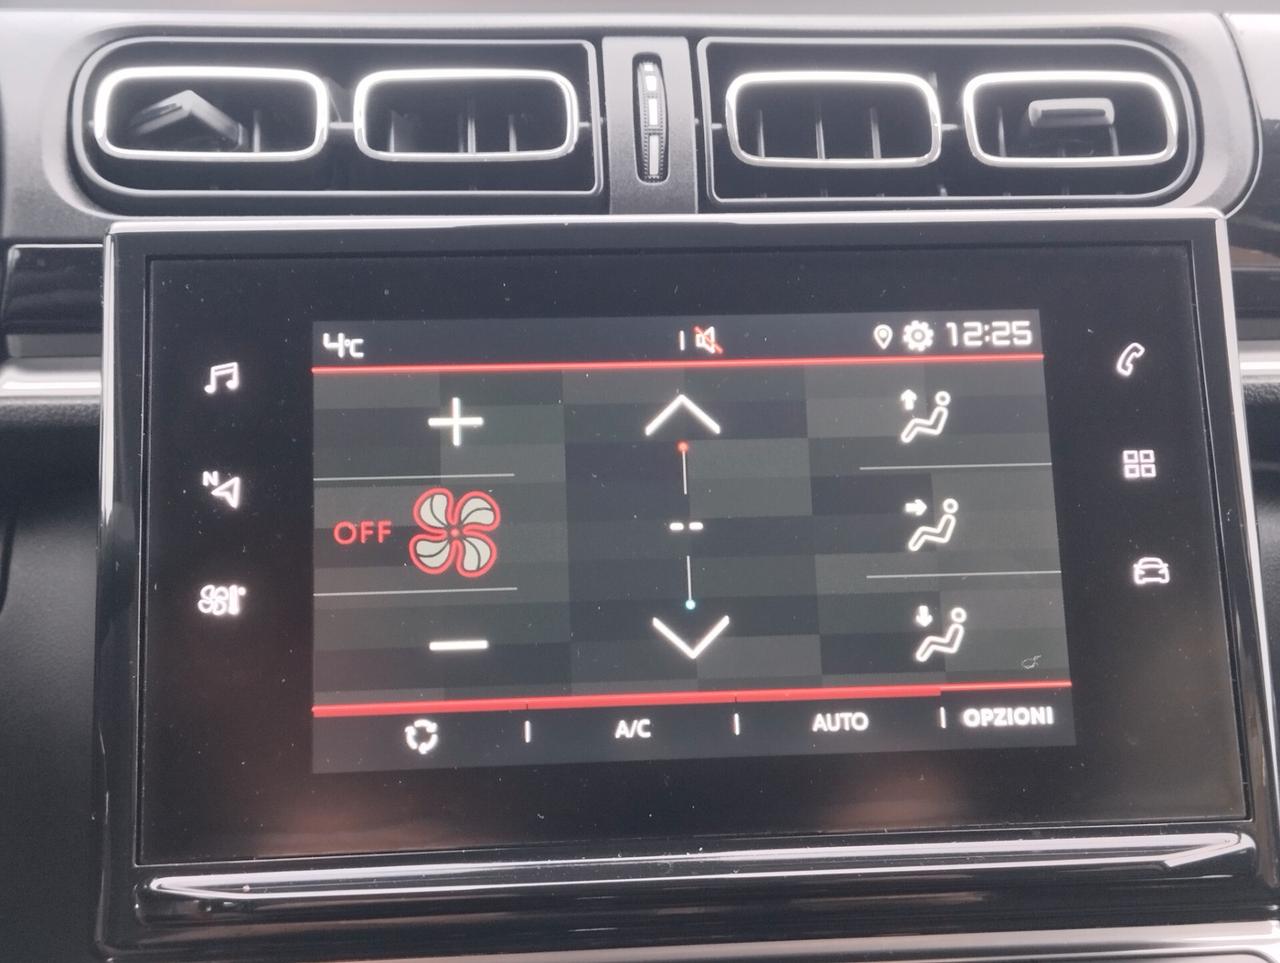 4°C
12:25
N
OFF
--
A/C
AUTO
OPZIONI